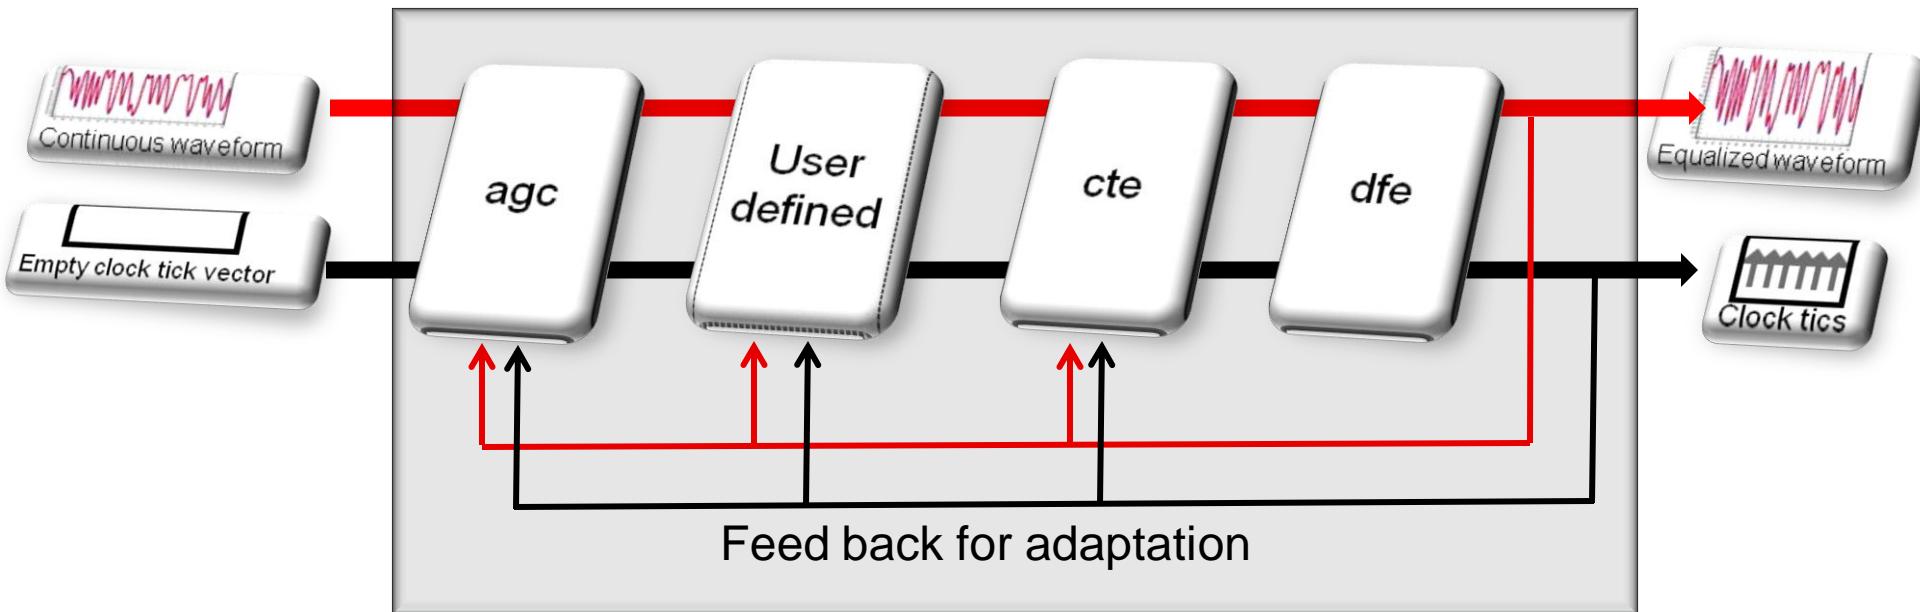 Continuous waveform
Empty clock tick vector
agc
User
defined
cte
dfe
Equalized waveform
Clock tics
Feed back for adaptation